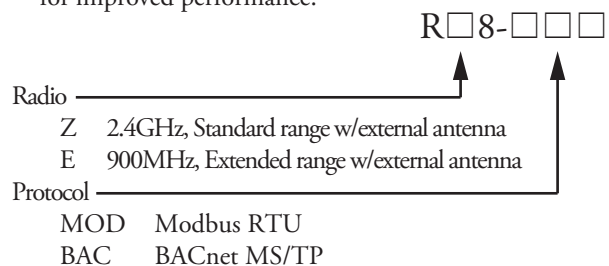 for improved performance.
R□8-□□□
Radio
Z 2.4GHz, Standard range w/external antenna
E 900MHz, Extended range w/external antenna
Protocol
MOD Modbus RTU
BAC BACnet MS/TP